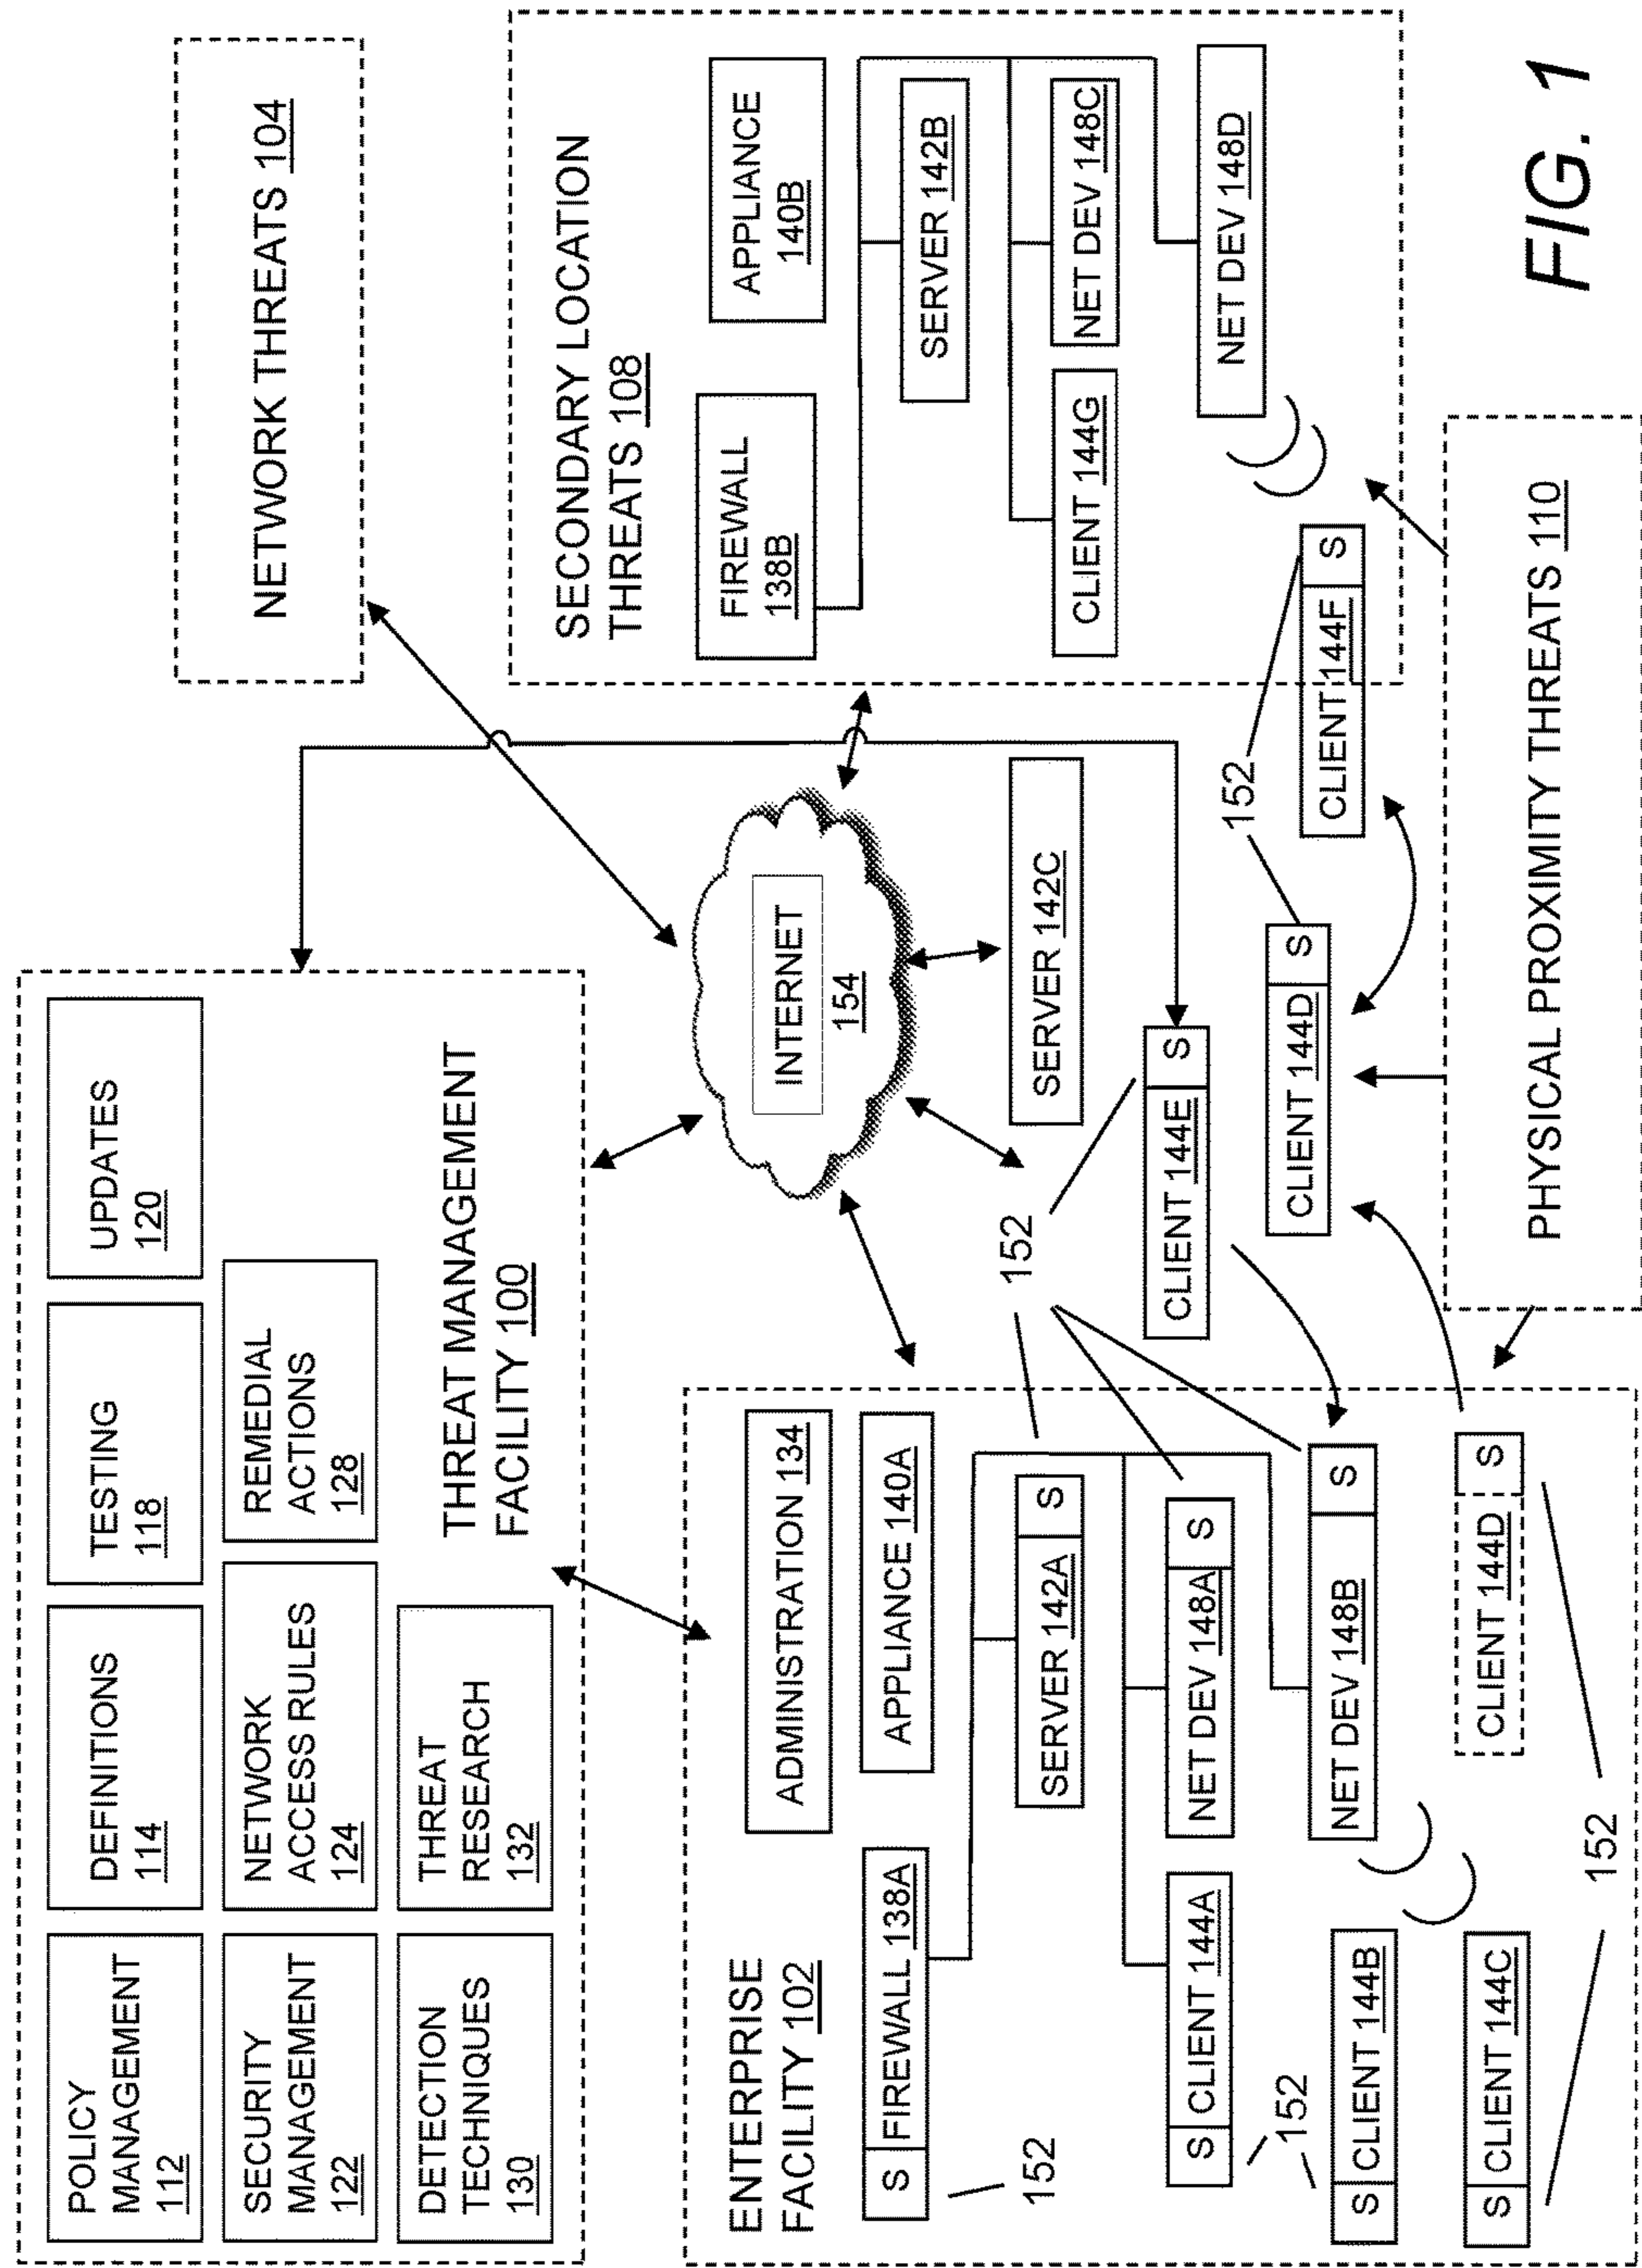 POLICY
MANAGEMENT
112
DEFINITIONS
114
TESTING
118
UPDATES
120
SECURITY
MANAGEMENT
122
NETWORK
ACCESS RULES
124
REMEDIAL
ACTIONS
128
DETECTION
TECHNIQUES
130
THREAT
RESEARCH
132
THREAT MANAGEMENT
FACILITY 100
NETWORK THREATS 104
INTERNET
154
SERVER 142C
SECONDARY LOCATION
THREATS 108
FIREWALL
138B
APPLIANCE
140B
SERVER 142B
CLIENT 144G
NET DEV 148C
NET DEV 148D
ENTERPRISE
FACILITY 102
ADMINISTRATION 134
S FIREWALL 138A
APPLIANCE 140A
152
SERVER 142A S
152
S CLIENT 144A
NET DEV 148A S
CLIENT 144E S
152
S CLIENT 144B
NET DEV 148B S
CLIENT 144D S
152
CLIENT 144F S
S CLIENT 144C
CLIENT 144D S
152
PHYSICAL PROXIMITY THREATS 110
FIG. 1